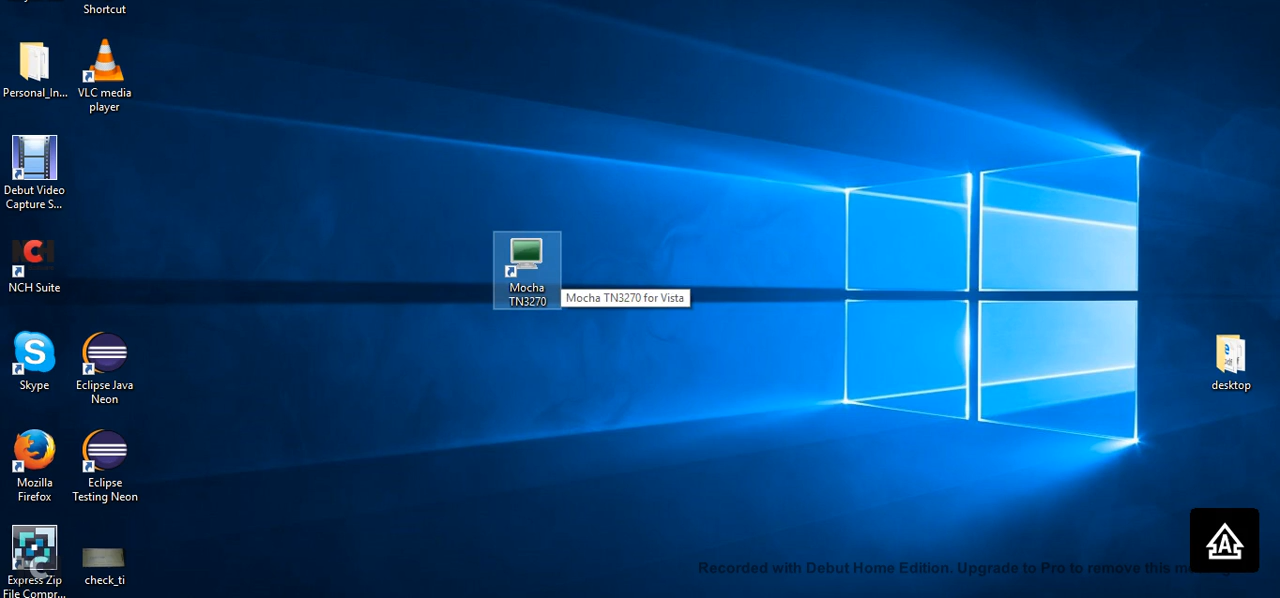 Shortcut
Personal_In...
VLC media
player
Debut Video
Capture S...
NCH
NCH Suite
Mocha
TN3270
Mocha TN3270 for Vista
S
Skype
Eclipse Java
Neon
desktop
Mozilla
Firefox
Eclipse
Testing Neon
A
Express Zip
File Compr...
check_ti
Recorded with Debut Home Edition. Upgrade to Pro to remove this